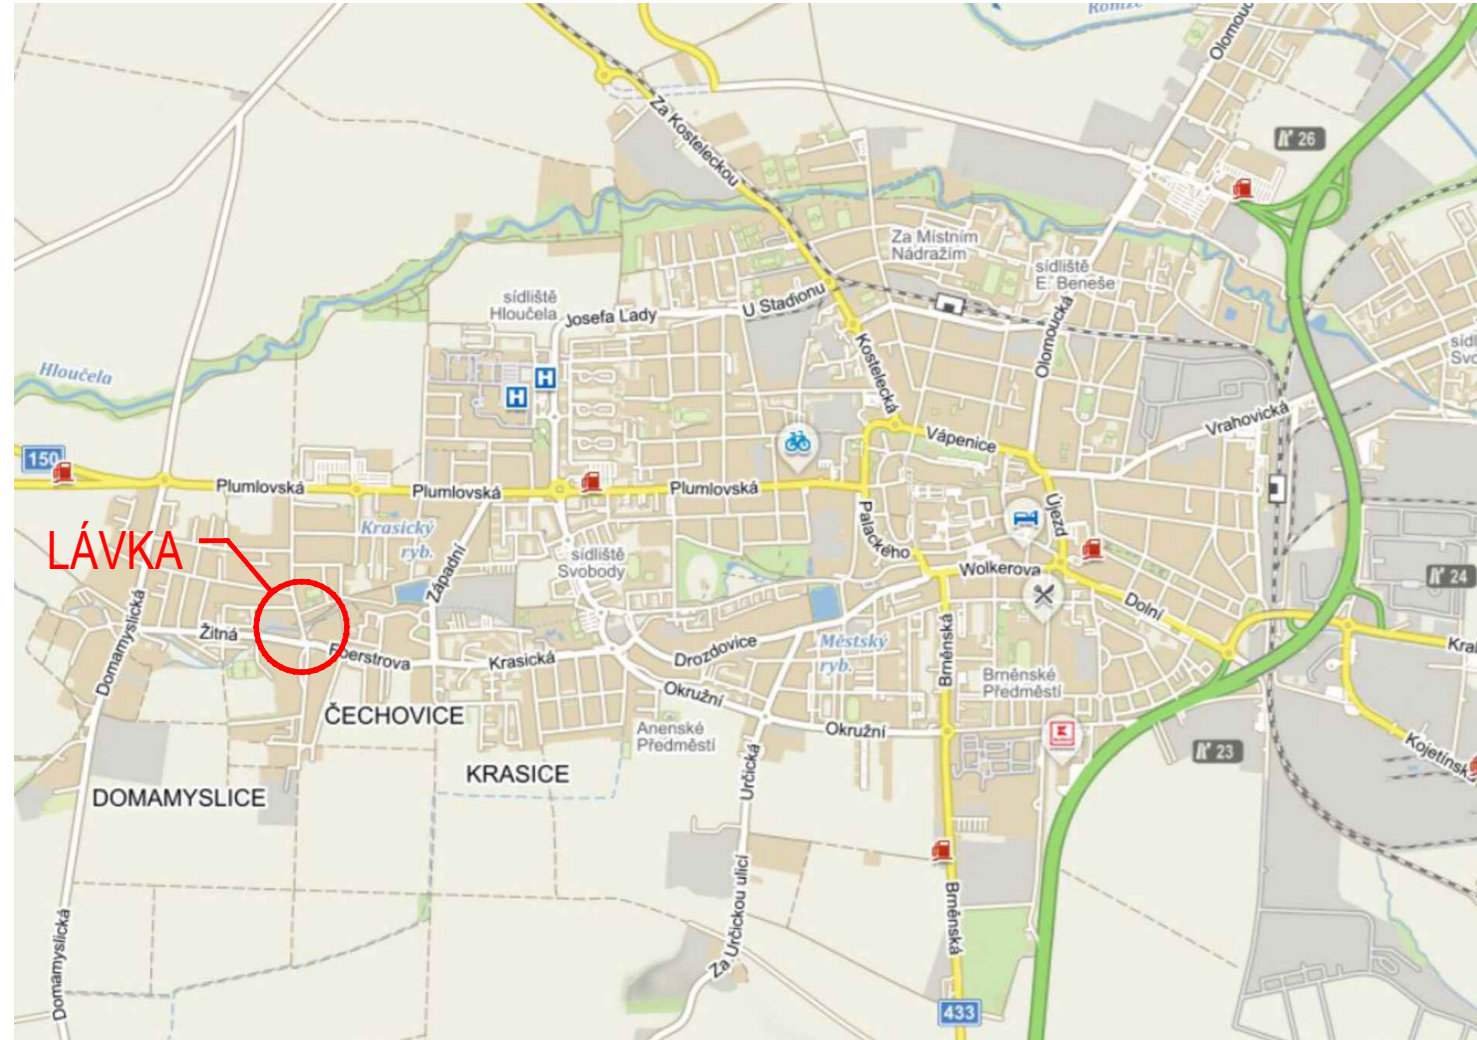 Romže
Olomoucká
26
Za Kosteleckou
Za Místním
Nádražím
sídliště
E. Beneše
sídliště
Hloučela
Josefa Lady
U Stadionu
Kostelecká
Olomoucká
Hloučela
H
H
Vápenice
Vrahovická
150
Plumlovská
Plumlovská
Plumlovská
Palackého
Újezd
Krasický
ryb.
LÁVKA
Západní
sídliště
Svobody
Wolkerova
24
Dolní
Domamyslická
Žitná
Foerstrova
Krasická
Drozdovice
Městský
ryb.
Brněnská
Brněnské
Předměstí
Okružní
Okružní
ČECHOVICE
Anenské
Předměstí
Určická
23
KRASICE
DOMAMYSLICE
Za Určickou ulicí
Brněnská
Domamyslická
433